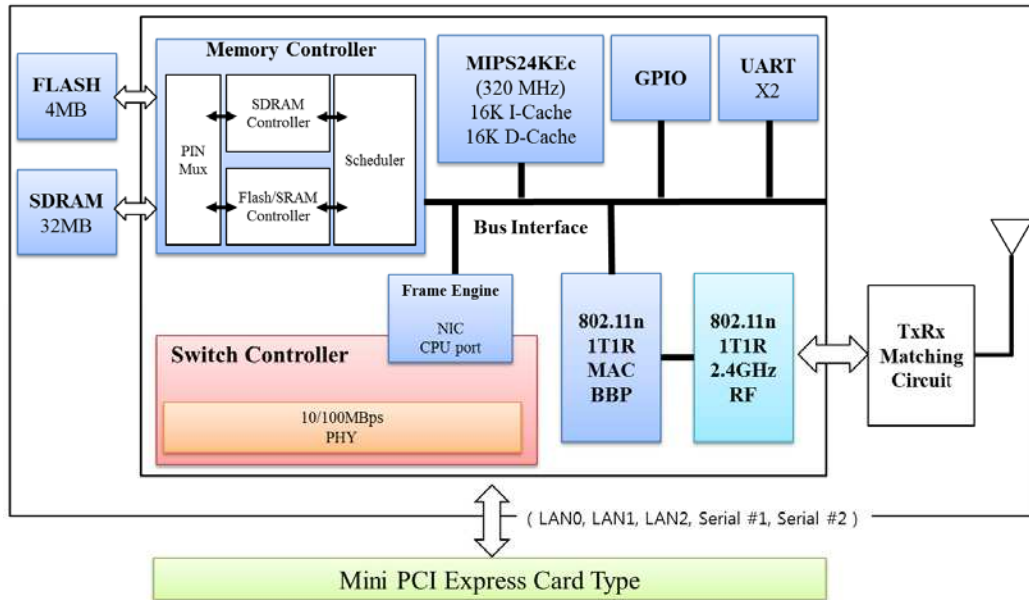 Memory Controller
FLASH
4MB
SDRAM
32MB
PIN
Mux
SDRAM
Controller
Flash/SRAM
Controller
Scheduler
MIPS24KEc
(320 MHz)
16K I-Cache
16K D-Cache
GPIO
UART
X2
Bus Interface
Frame Engine
NIC
CPU port
Switch Controller
10/100MBps
PHY
802.11n
1T1R
MAC
BBP
802.11n
1T1R
2.4GHz
RF
TxRx
Matching
Circuit
( LAN0, LAN1, LAN2, Serial #1, Serial #2 )
Mini PCI Express Card Type